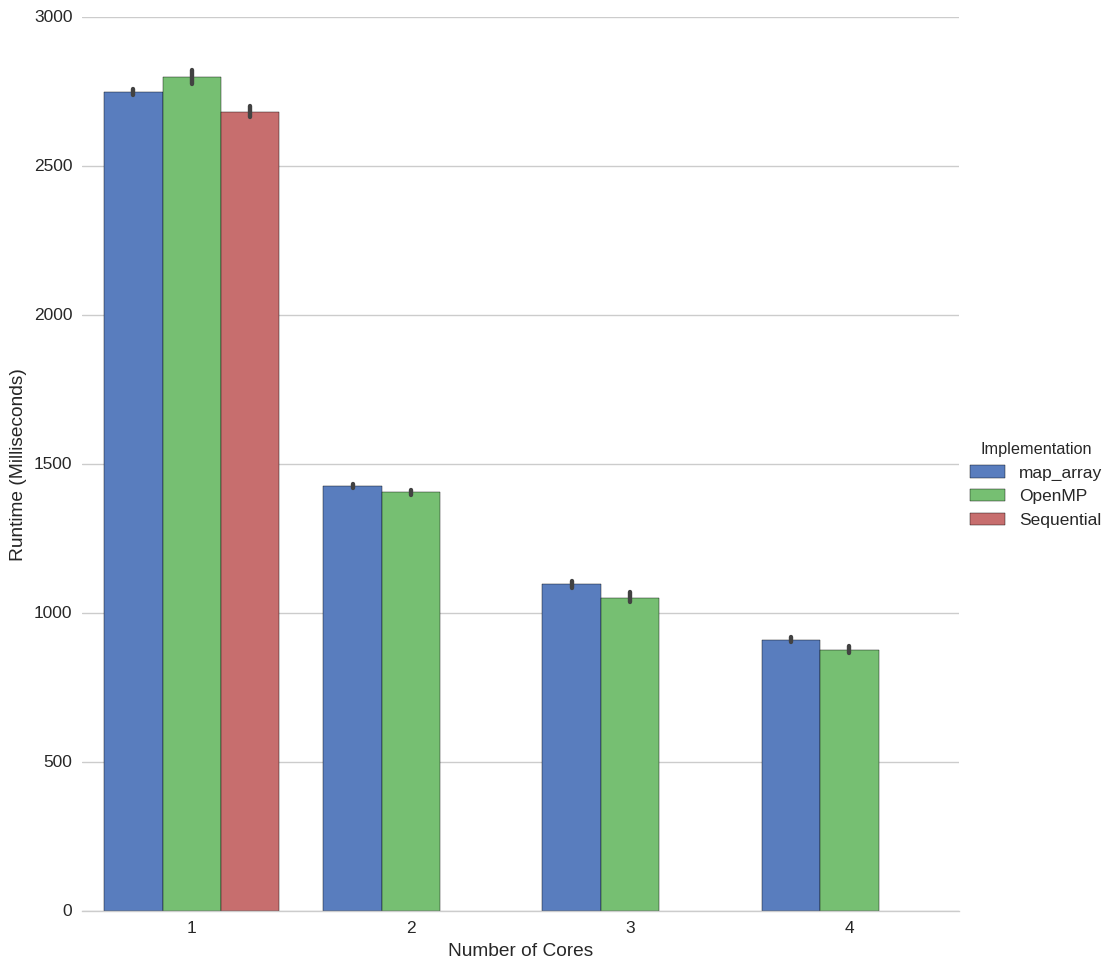 3000
2500
2000
1500
1000
500
0
Runtime (Milliseconds)
1
2
3
4
Number of Cores
Implementation
map_array
OpenMP
Sequential